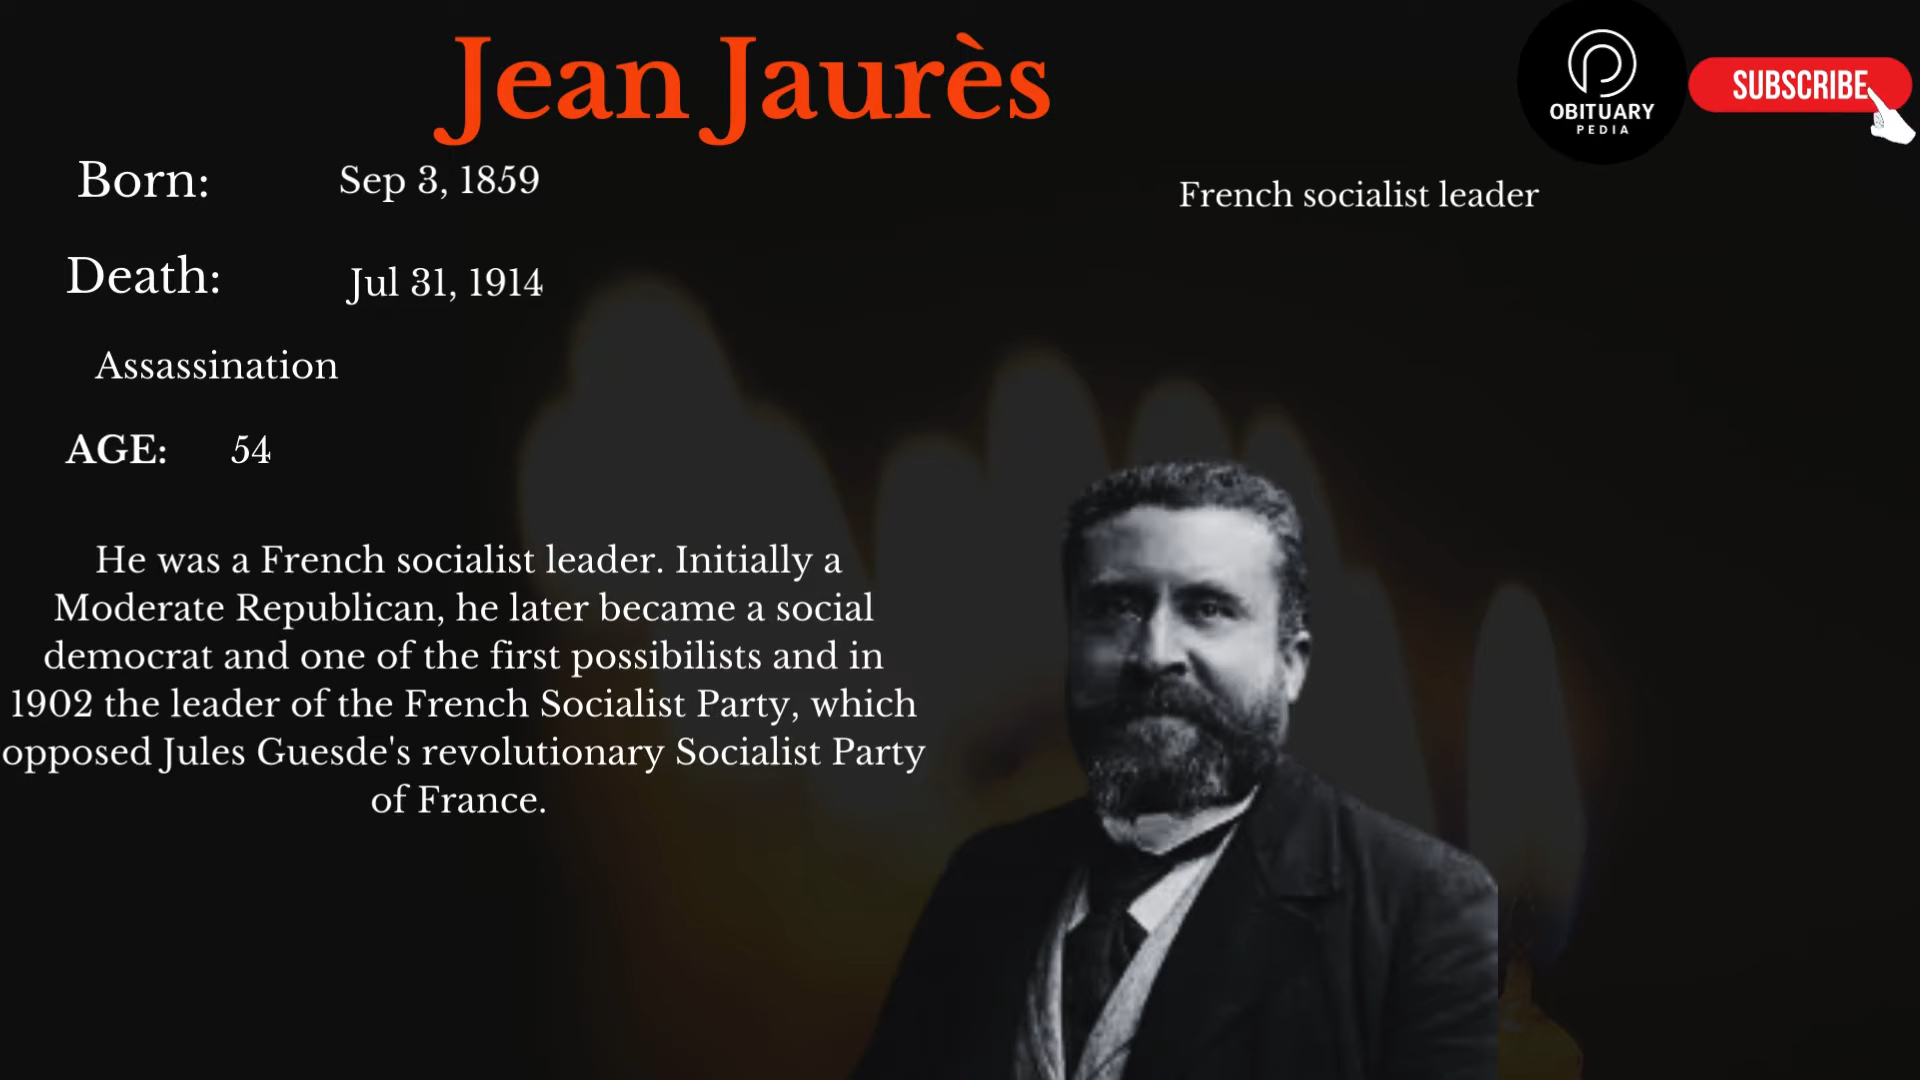 Jean Jaurès
OBITUARY
PEDIA
SUBSCRIBE
Born: Sep 3, 1859
French socialist leader
Death: Jul 31, 1914
Assassination
AGE: 54
He was a French socialist leader. Initially a
Moderate Republican, he later became a social
democrat and one of the first possibilists and in
1902 the leader of the French Socialist Party, which
opposed Jules Guesde's revolutionary Socialist Party
of France.